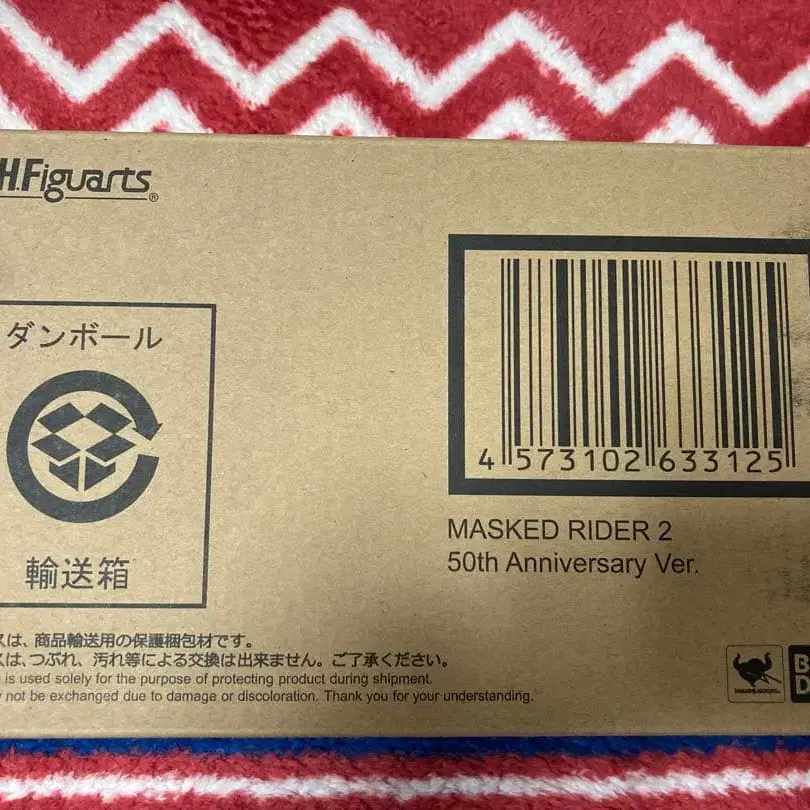 H.Figuarts®
ダンボール
輸送箱
4 573102 633125
MASKED RIDER 2
50th Anniversary Ver.
スは、商品輸送用の保護梱包材です。
スは、つぶれ、汚れ等による交換は出来ません。ご了承ください。
is used solely for the purpose of protecting product during shipment.
not be exchanged due to damage or discoloration. Thank you for your understanding.
TAMASHII NATIONS
B
D